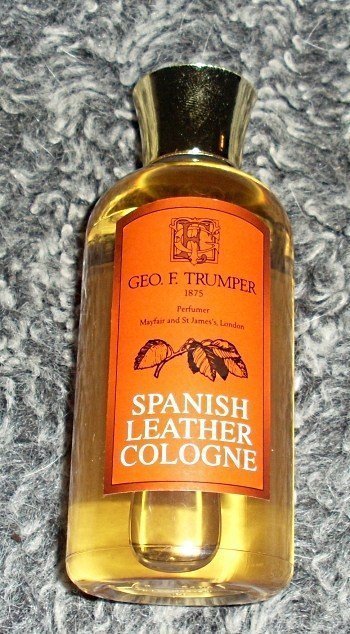 GEO. F. TRUMPER
1875
Perfumer
Mayfair and St James's, London
SPANISH
LEATHER
COLOGNE